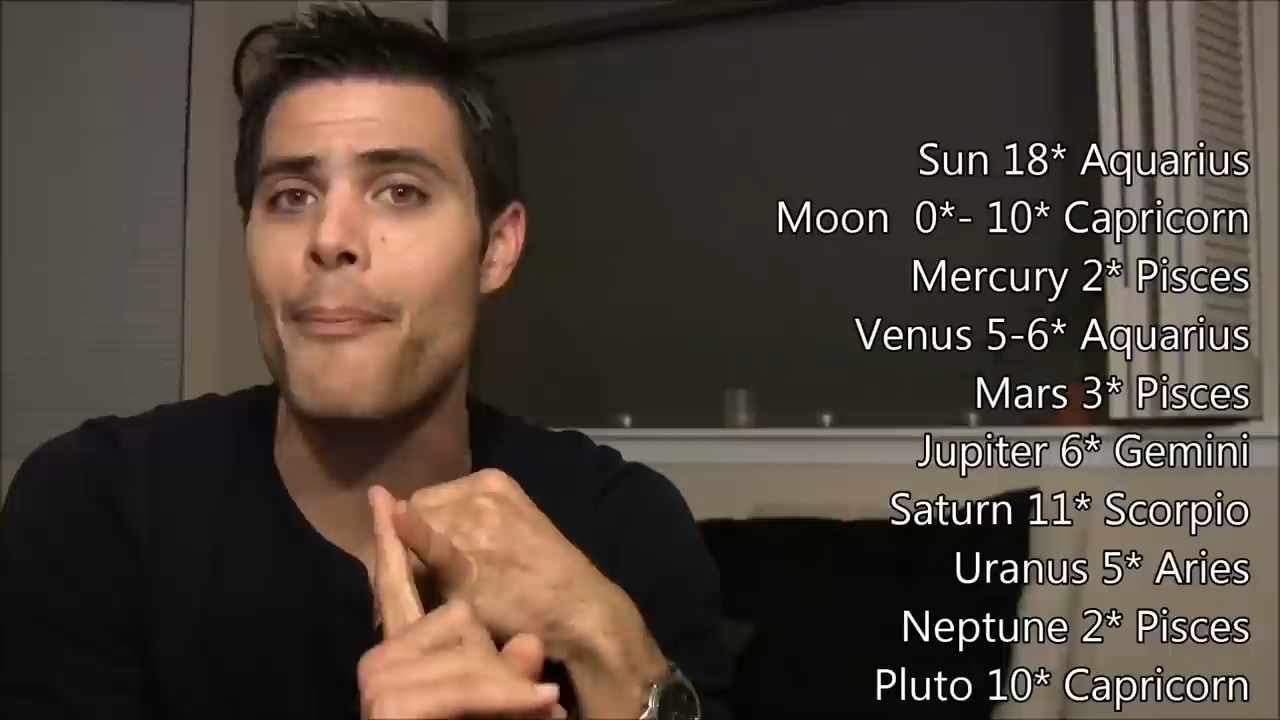 Sun 18* Aquarius
Moon  0*- 10* Capricorn
Mercury 2* Pisces
Venus 5-6* Aquarius
Mars 3* Pisces
Jupiter 6* Gemini
Saturn 11* Scorpio
Uranus 5* Aries
Neptune 2* Pisces
Pluto 10* Capricorn